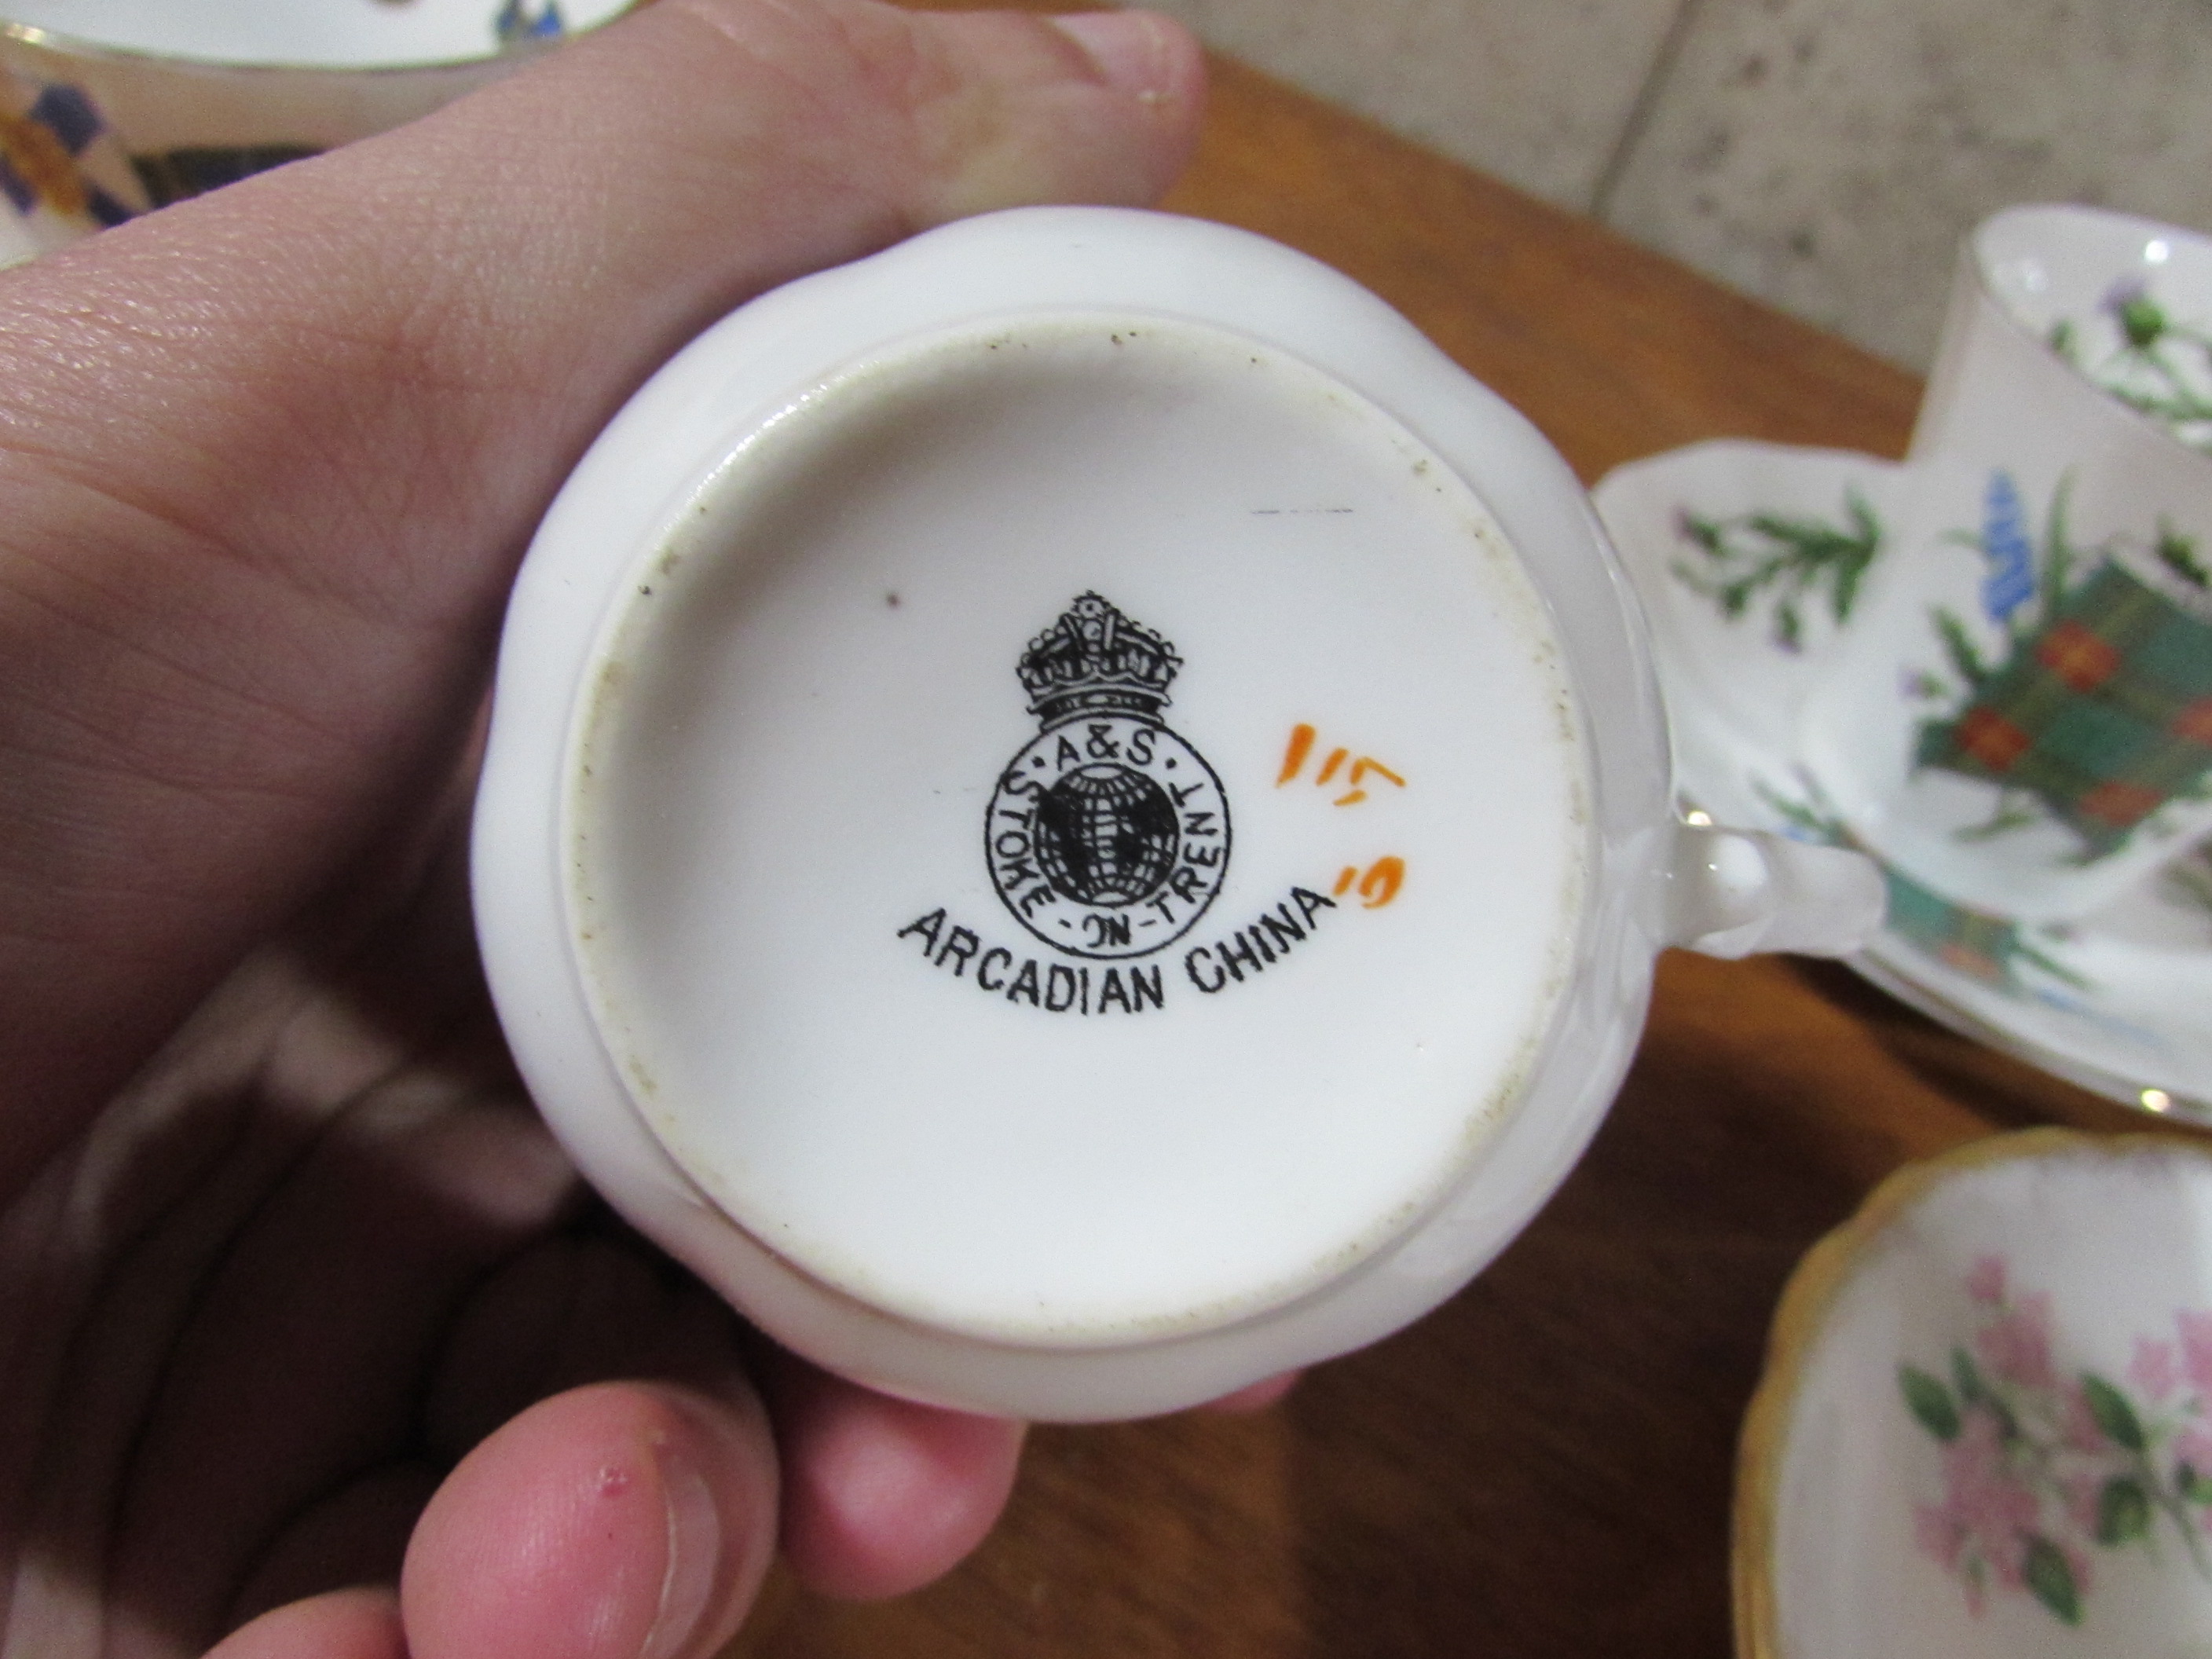 A&S
STOKE-ON-TRENT
ARCADIAN CHINA